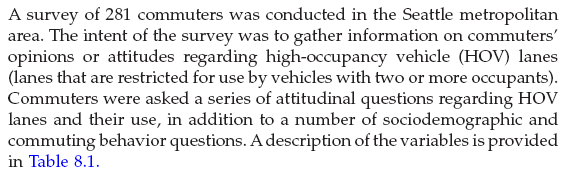 A survey of 281 commuters was conducted in the Seattle metropolitan
area. The intent of the survey was to gather information on commuters'
opinions or attitudes regarding high-occupancy vehicle (HOV) lanes
(lanes that are restricted for use by vehicles with two or more occupants).
Commuters were asked a series of attitudinal questions regarding HOV
lanes and their use, in addition to a number of sociodemographic and
commuting behavior questions. A description of the variables is provided
in Table 8.1.